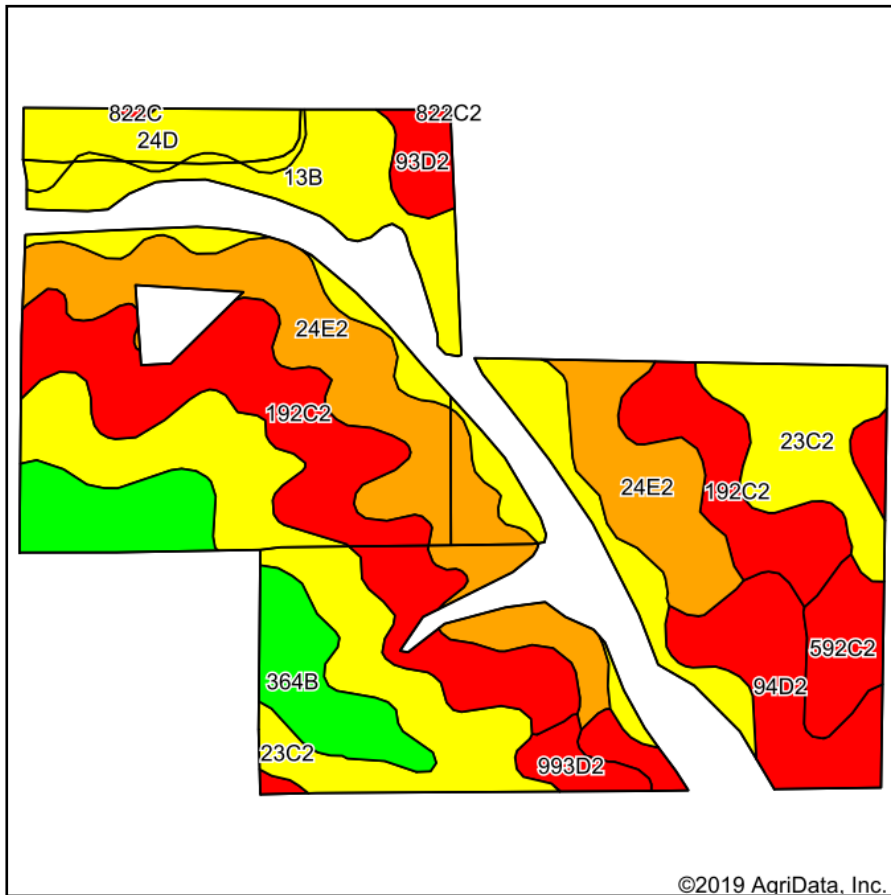 822C
822C2
24D
93D2
13B
24E2
192C2
23C2
24E2
192C2
592C2
364B
94D2
23C2
993D2
©2019 AgriData, Inc.